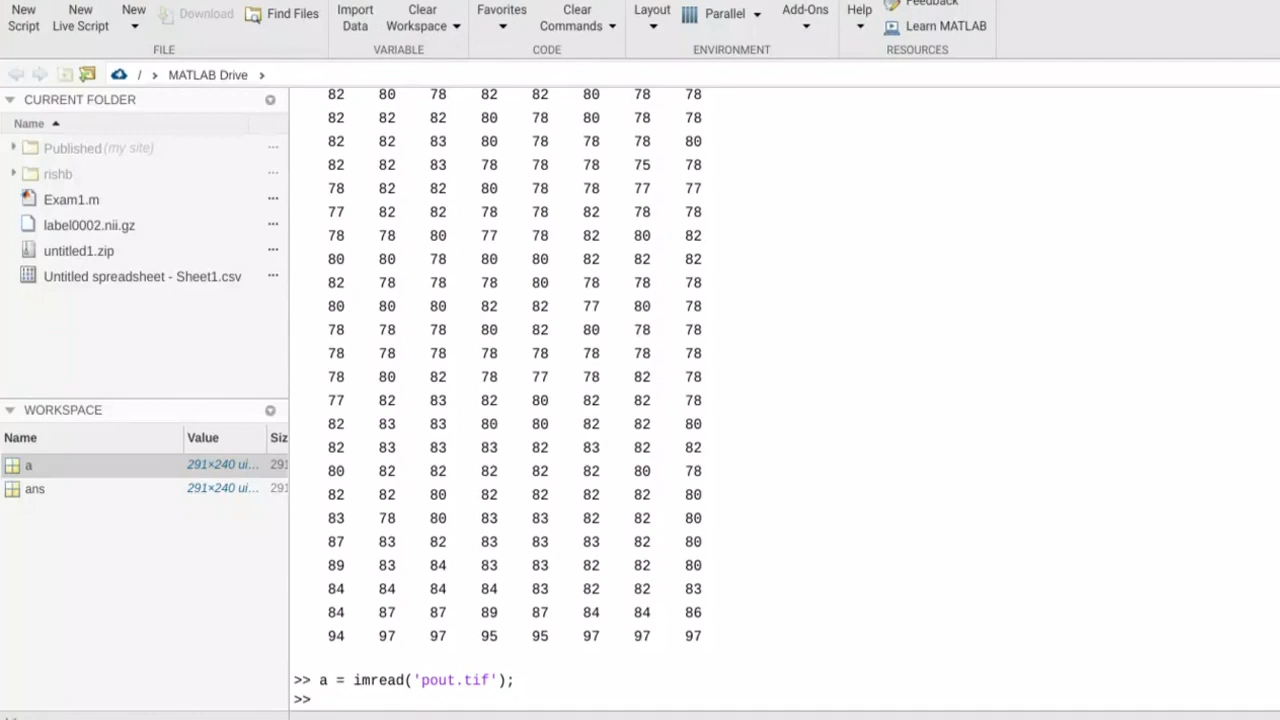 New Script
New Live Script
New
Download
Find Files
Import Data
Clear Workspace
Favorites
Clear Commands
Layout
Parallel
Add-Ons
Help
Feedback
Learn MATLAB
FILE
VARIABLE
CODE
ENVIRONMENT
RESOURCES
/ › MATLAB Drive ›
CURRENT FOLDER
Name
Published (my site) ...
rishb ...
Exam1.m ...
label0002.nii.gz ...
untitled1.zip ...
Untitled spreadsheet - Sheet1.csv ...
WORKSPACE
Name Value Siz
a 291×240 ui... 291
ans 291×240 ui... 291
82 80 78 82 82 80 78 78
82 82 82 80 78 80 78 78
82 82 83 80 78 78 78 80
82 82 83 78 78 78 75 78
78 82 82 80 78 78 77 77
77 82 82 78 78 82 78 78
78 78 80 77 78 82 80 82
80 80 78 80 80 82 82 82
82 78 78 78 80 78 78 78
80 80 80 82 82 77 80 78
78 78 78 80 82 80 78 78
78 78 78 78 78 78 78 78
78 80 82 78 77 78 82 78
77 82 83 82 80 82 82 78
82 83 83 80 80 82 82 80
82 83 83 83 82 83 82 82
80 82 82 82 82 82 80 78
82 82 80 82 82 82 82 80
83 78 80 83 83 82 82 80
87 83 82 83 83 83 82 80
89 83 84 83 83 82 82 80
84 84 84 84 83 82 82 83
84 87 87 89 87 84 84 86
94 97 97 95 95 97 97 97
>> a = imread('pout.tif');
>>